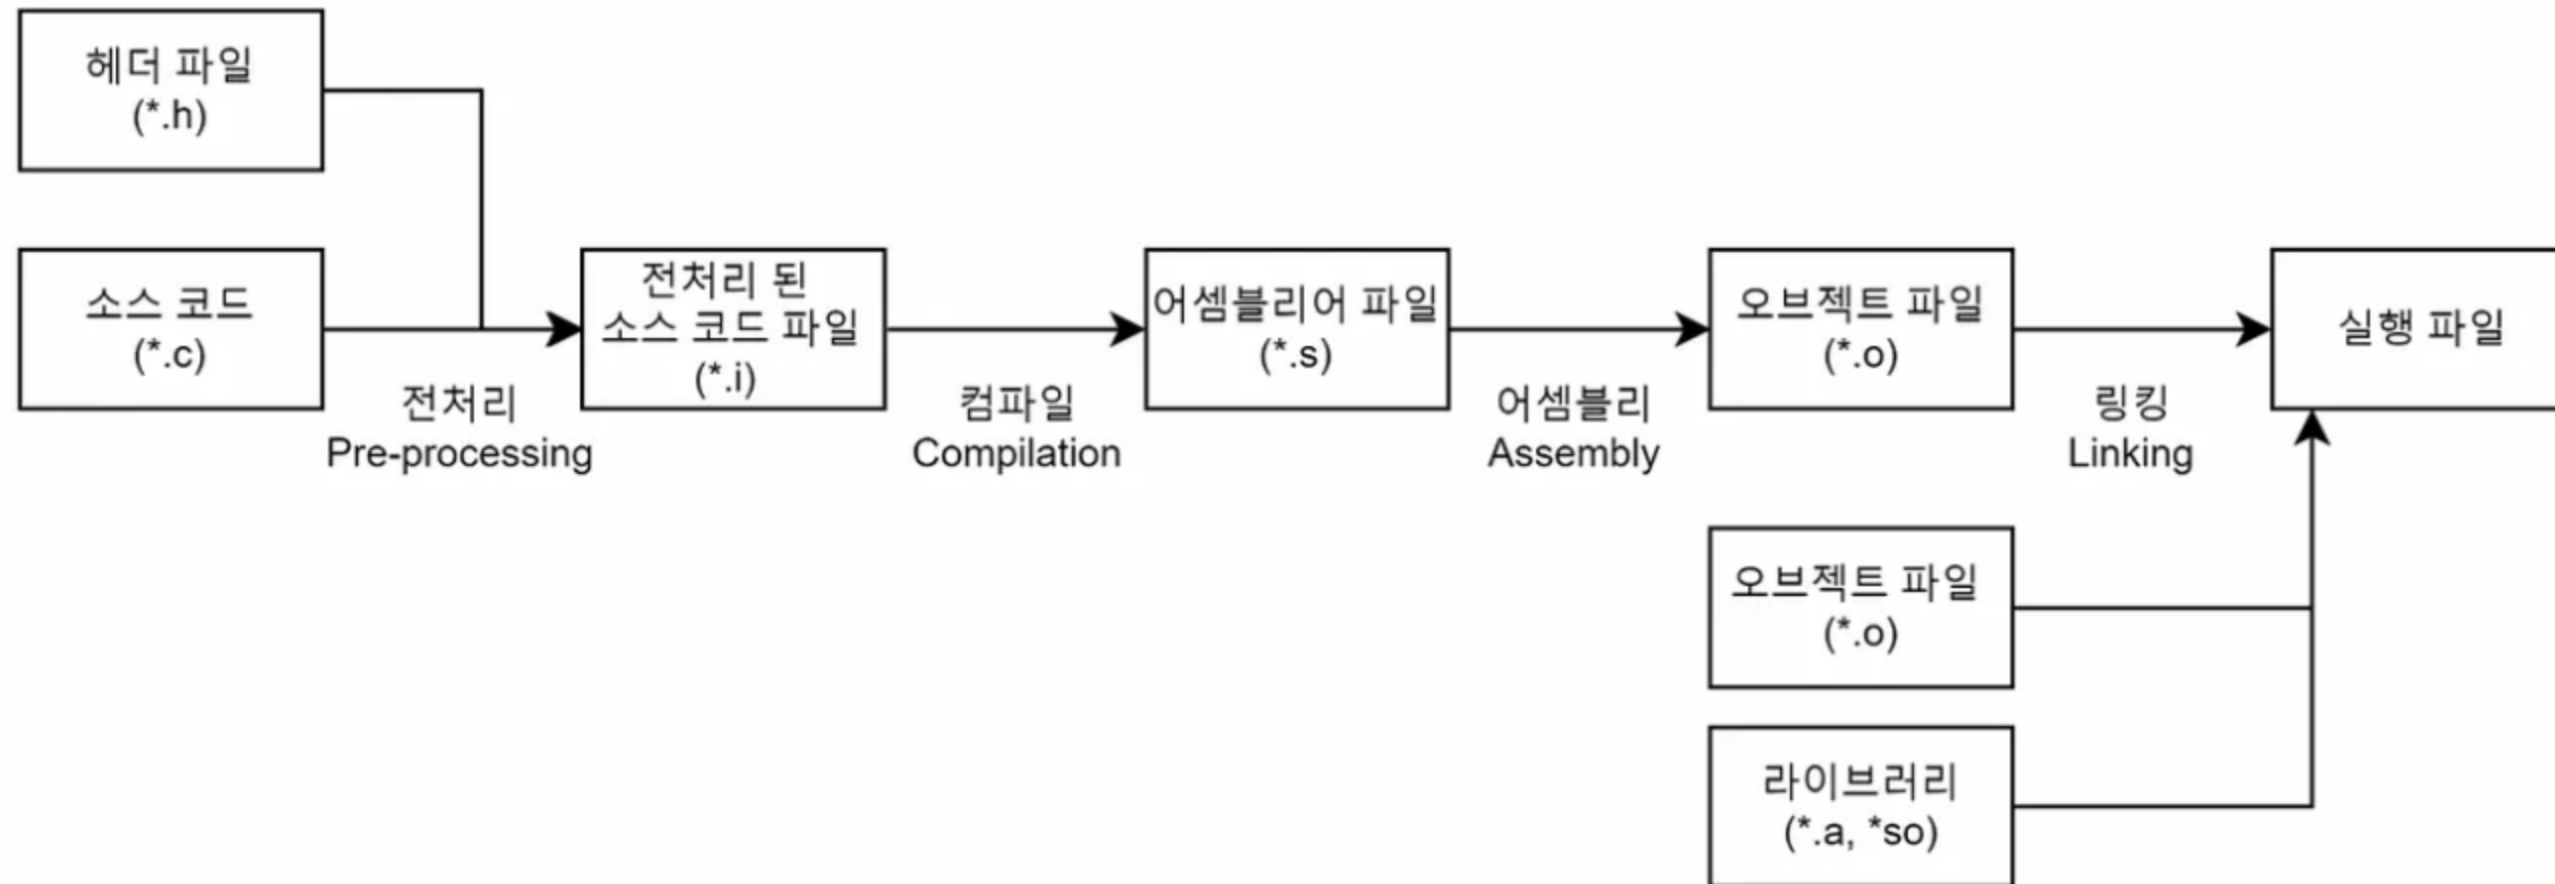 헤더 파일
(*.h)
소스 코드
(*.c)
전처리
Pre-processing
전처리 된
소스 코드 파일
(*.i)
컴파일
Compilation
어셈블리어 파일
(*.s)
어셈블리
Assembly
오브젝트 파일
(*.o)
링킹
Linking
실행 파일
오브젝트 파일
(*.o)
라이브러리
(*.a, *so)